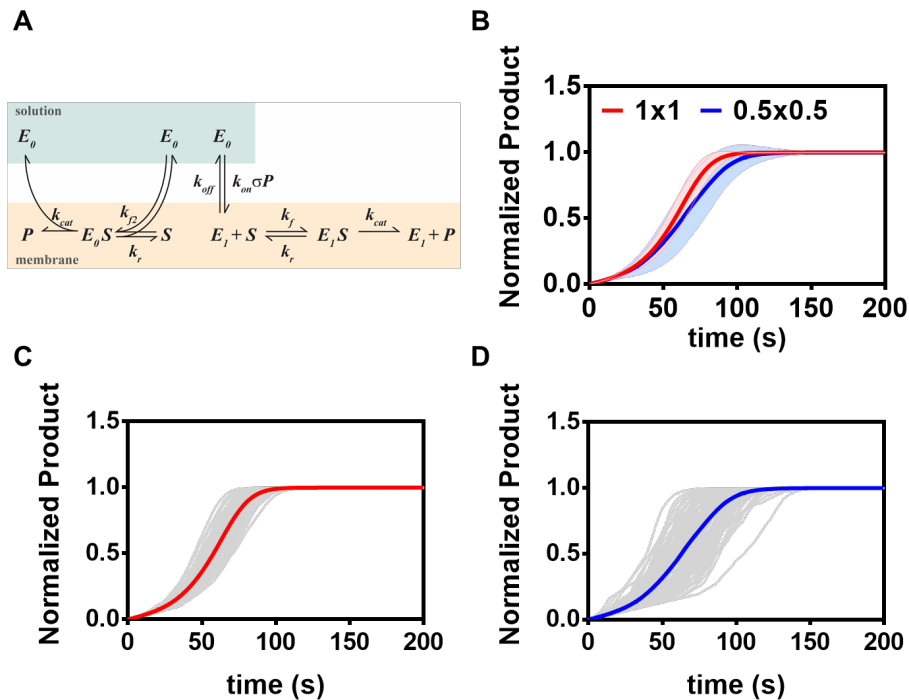 A
solution
E0 E0 E0
koff konσP
kcat kf2 kf kcat
P E0S S E1 + S E1S E1 + P
kr kr
membrane
B
1.5
1x1 0.5x0.5
1.0
0.5
0.0
0 50 100 150 200
Normalized Product
time (s)
C
1.5
1.0
0.5
0.0
0 50 100 150 200
Normalized Product
time (s)
D
1.5
1.0
0.5
0.0
0 50 100 150 200
Normalized Product
time (s)